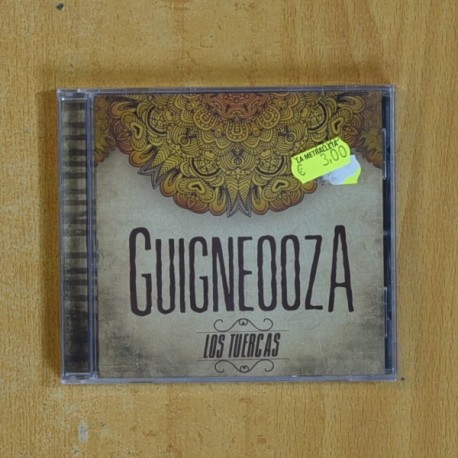 LA METRALLETA
€ 3,00
GUIGNEOOZA
LOS TUERCAS